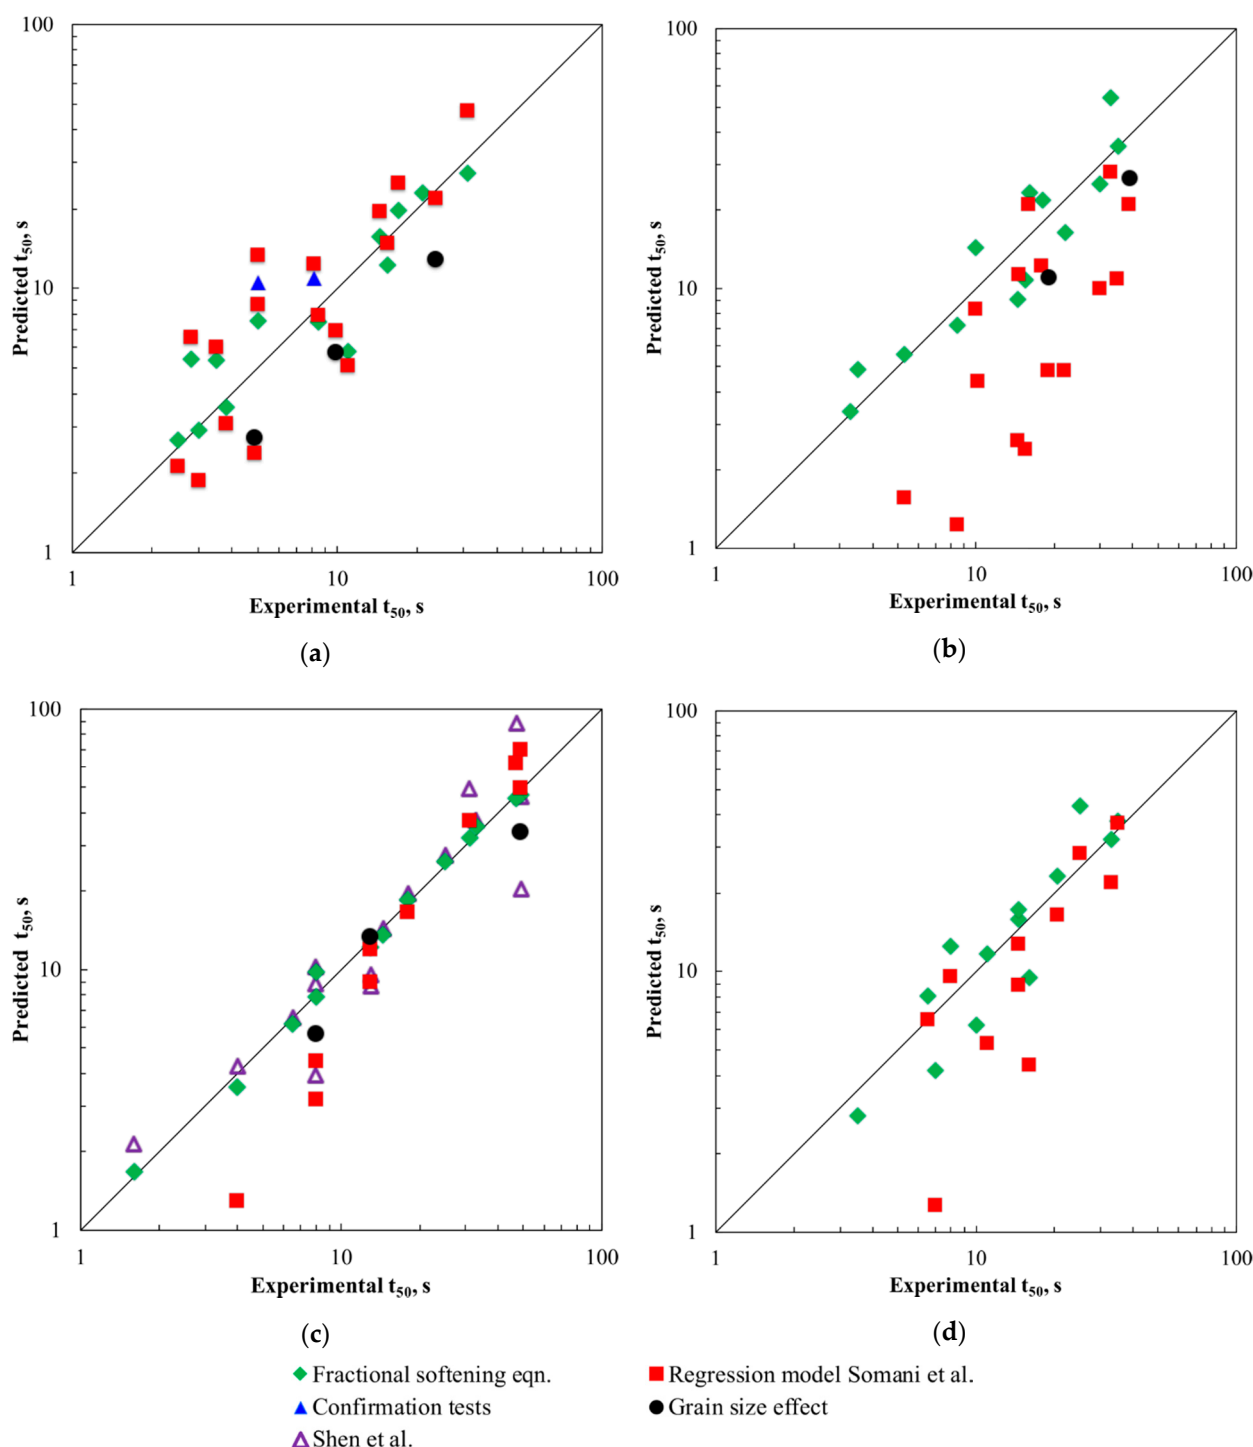 100
10
1
Predicted t50, s
1
10
100
Experimental t50, s
(a)
100
10
1
Predicted t50, s
1
10
100
Experimental t50, s
(b)
100
10
1
Predicted t50, s
1
10
100
Experimental t50, s
(c)
100
10
1
Predicted t50, s
1
10
100
Experimental t50, s
(d)
Fractional softening eqn.
Regression model Somani et al.
Confirmation tests
Grain size effect
Shen et al.